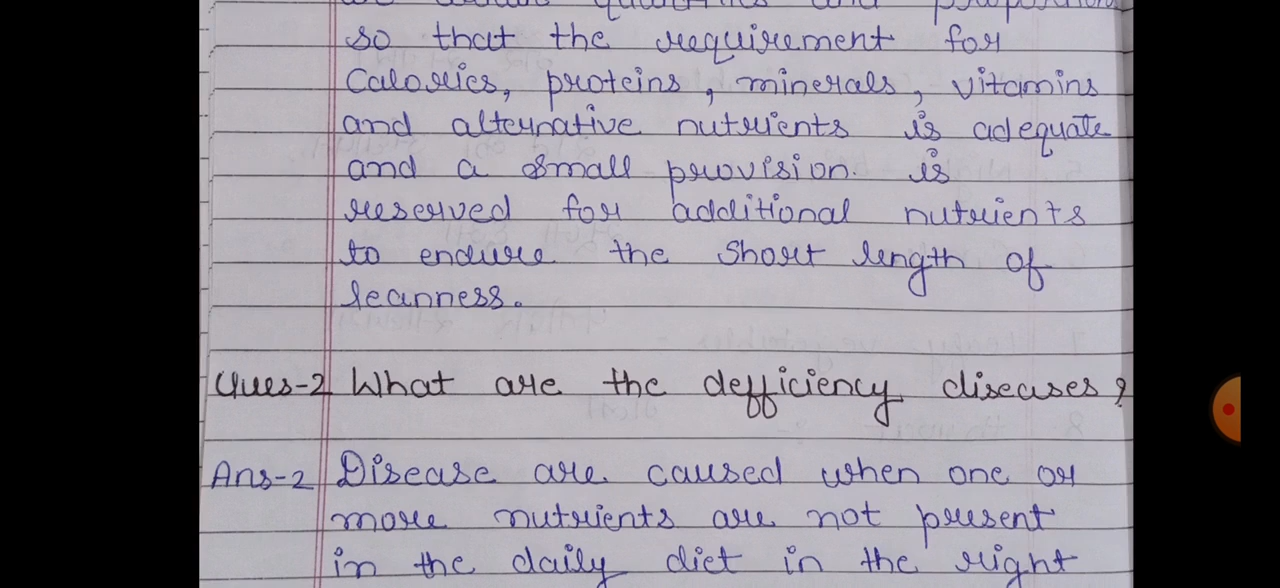 and
so that the requirement for
Calories, proteins, minerals, vitamins
and alternative nutrients is adequate
and a small provision. is
reserved for additional nutrients
to endure the short length of
leanness.
Ques-2 What are the defficiency diseases?
Ans-2 Disease are caused when one or
more nutrients are not present
in the daily diet in the right